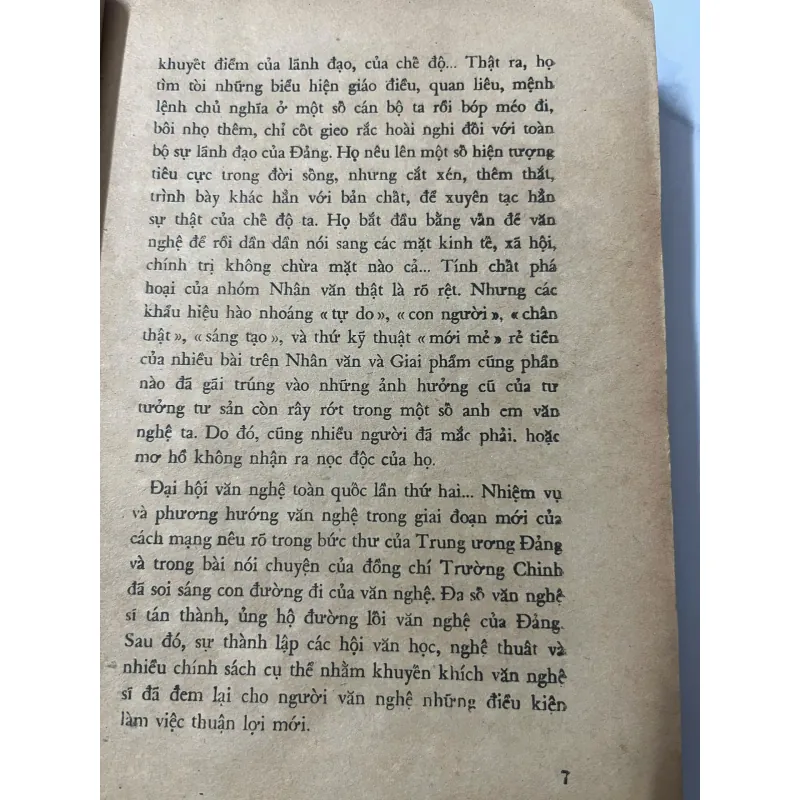 khuyết điểm của lãnh đạo, của chế độ... Thật ra, họ
tìm tòi những biểu hiện giáo điều, quan liêu, mệnh
lệnh chủ nghĩa ở một số cán bộ ta rồi bóp méo đi,
bôi nhọ thêm, chỉ cốt gieo rắc hoài nghi đối với toàn
bộ sự lãnh đạo của Đảng. Họ nêu lên một số hiện tượng
tiêu cực trong đời sống, nhưng cắt xén, thêm thắt,
trình bày khác hẳn với bản chất, để xuyên tạc hẳn
sự thật của chế độ ta. Họ bắt đầu bằng vấn đề văn
nghệ để rồi dần dần nói sang các mặt kinh tế, xã hội,
chính trị không chừa mặt nào cả... Tính chất phá
hoại của nhóm Nhân văn thật là rõ rệt. Nhưng các
khẩu hiệu hào nhoáng « tự do », « con người », « chân
thật », « sáng tạo », và thứ kỹ thuật « mới mẻ » rẻ tiền
của nhiều bài trên Nhân văn và Giai phẩm cũng phần
nào đã gãi trúng vào những ảnh hưởng cũ của tư
tưởng tư sản còn rây rớt trong một số anh em văn
nghệ ta. Do đó, cũng nhiều người đã mắc phải. hoặc
mơ hồ không nhận ra nọc độc của họ.
Đại hội văn nghệ toàn quốc lần thứ hai... Nhiệm vụ
và phương hướng văn nghệ trong giai đoạn mới của
cách mạng nêu rõ trong bức thư của Trung ương Đảng
và trong bài nói chuyện của đồng chí Trường Chinh
đã soi sáng con đường đi của văn nghệ. Đa số văn nghệ
sĩ tán thành, ủng hộ đường lối văn nghệ của Đảng.
Sau đó, sự thành lập các hội văn học, nghệ thuât và
nhiều chính sách cụ thể nhằm khuyến khích văn nghệ
sĩ đã đem lại cho người văn nghệ những điều kiện
làm việc thuận lợi mới.
7